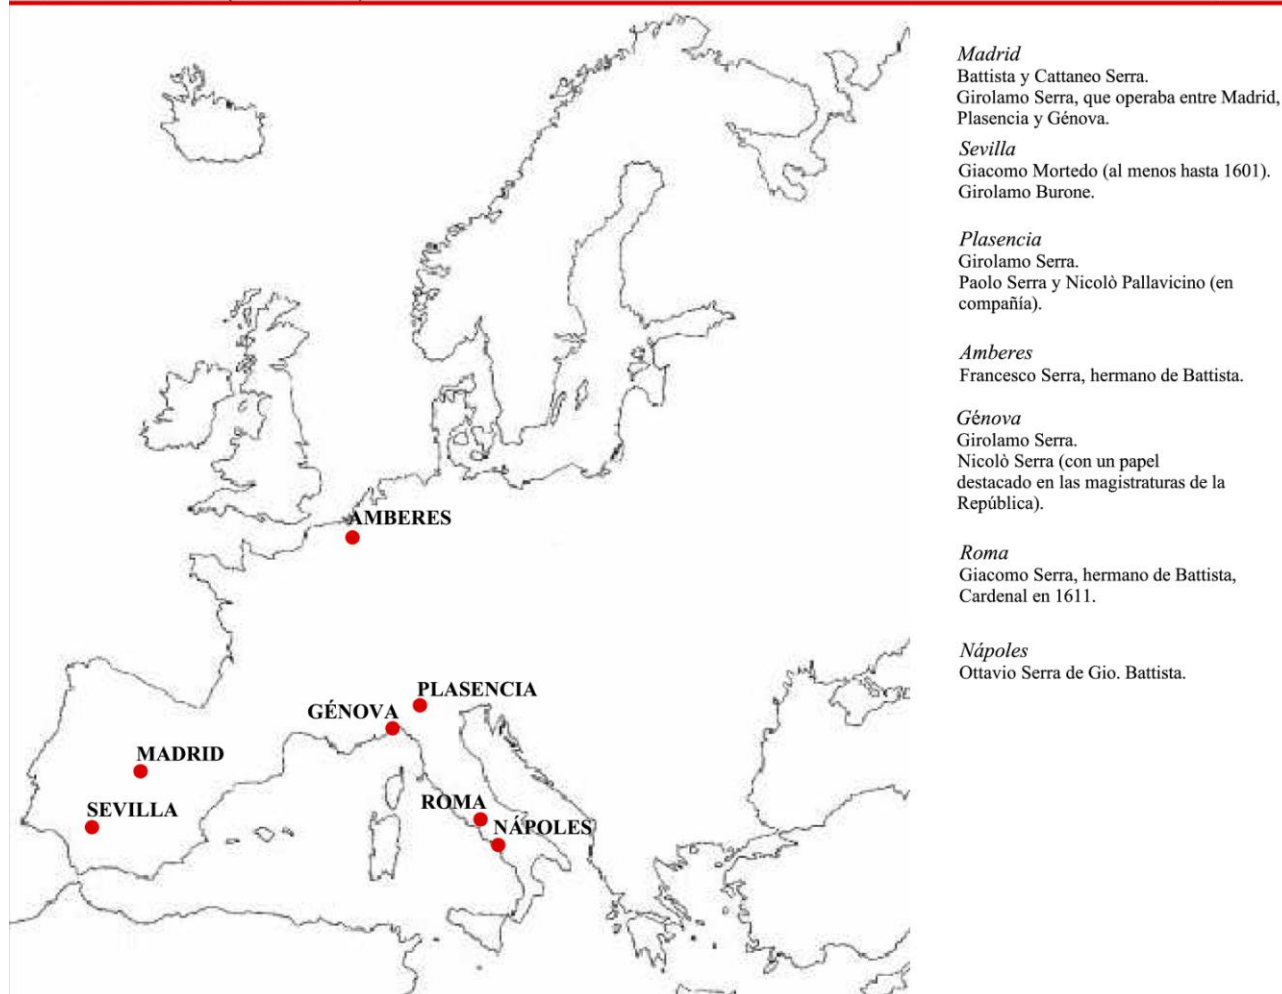 Madrid
Battista y Cattaneo Serra.
Girolamo Serra, que operaba entre Madrid,
Plasencia y Génova.
Sevilla
Giacomo Mortedo (al menos hasta 1601).
Girolamo Burone.
Plasencia
Girolamo Serra.
Paolo Serra y Nicolò Pallavicino (en
compañía).
Amberes
Francesco Serra, hermano de Battista.
Génova
Girolamo Serra.
Nicolò Serra (con un papel
destacado en las magistraturas de la
República).
Roma
Giacomo Serra, hermano de Battista,
Cardenal en 1611.
Nápoles
Ottavio Serra de Gio. Battista.
AMBERES
PLASENCIA
GÉNOVA
MADRID
SEVILLA
ROMA
NÁPOLES